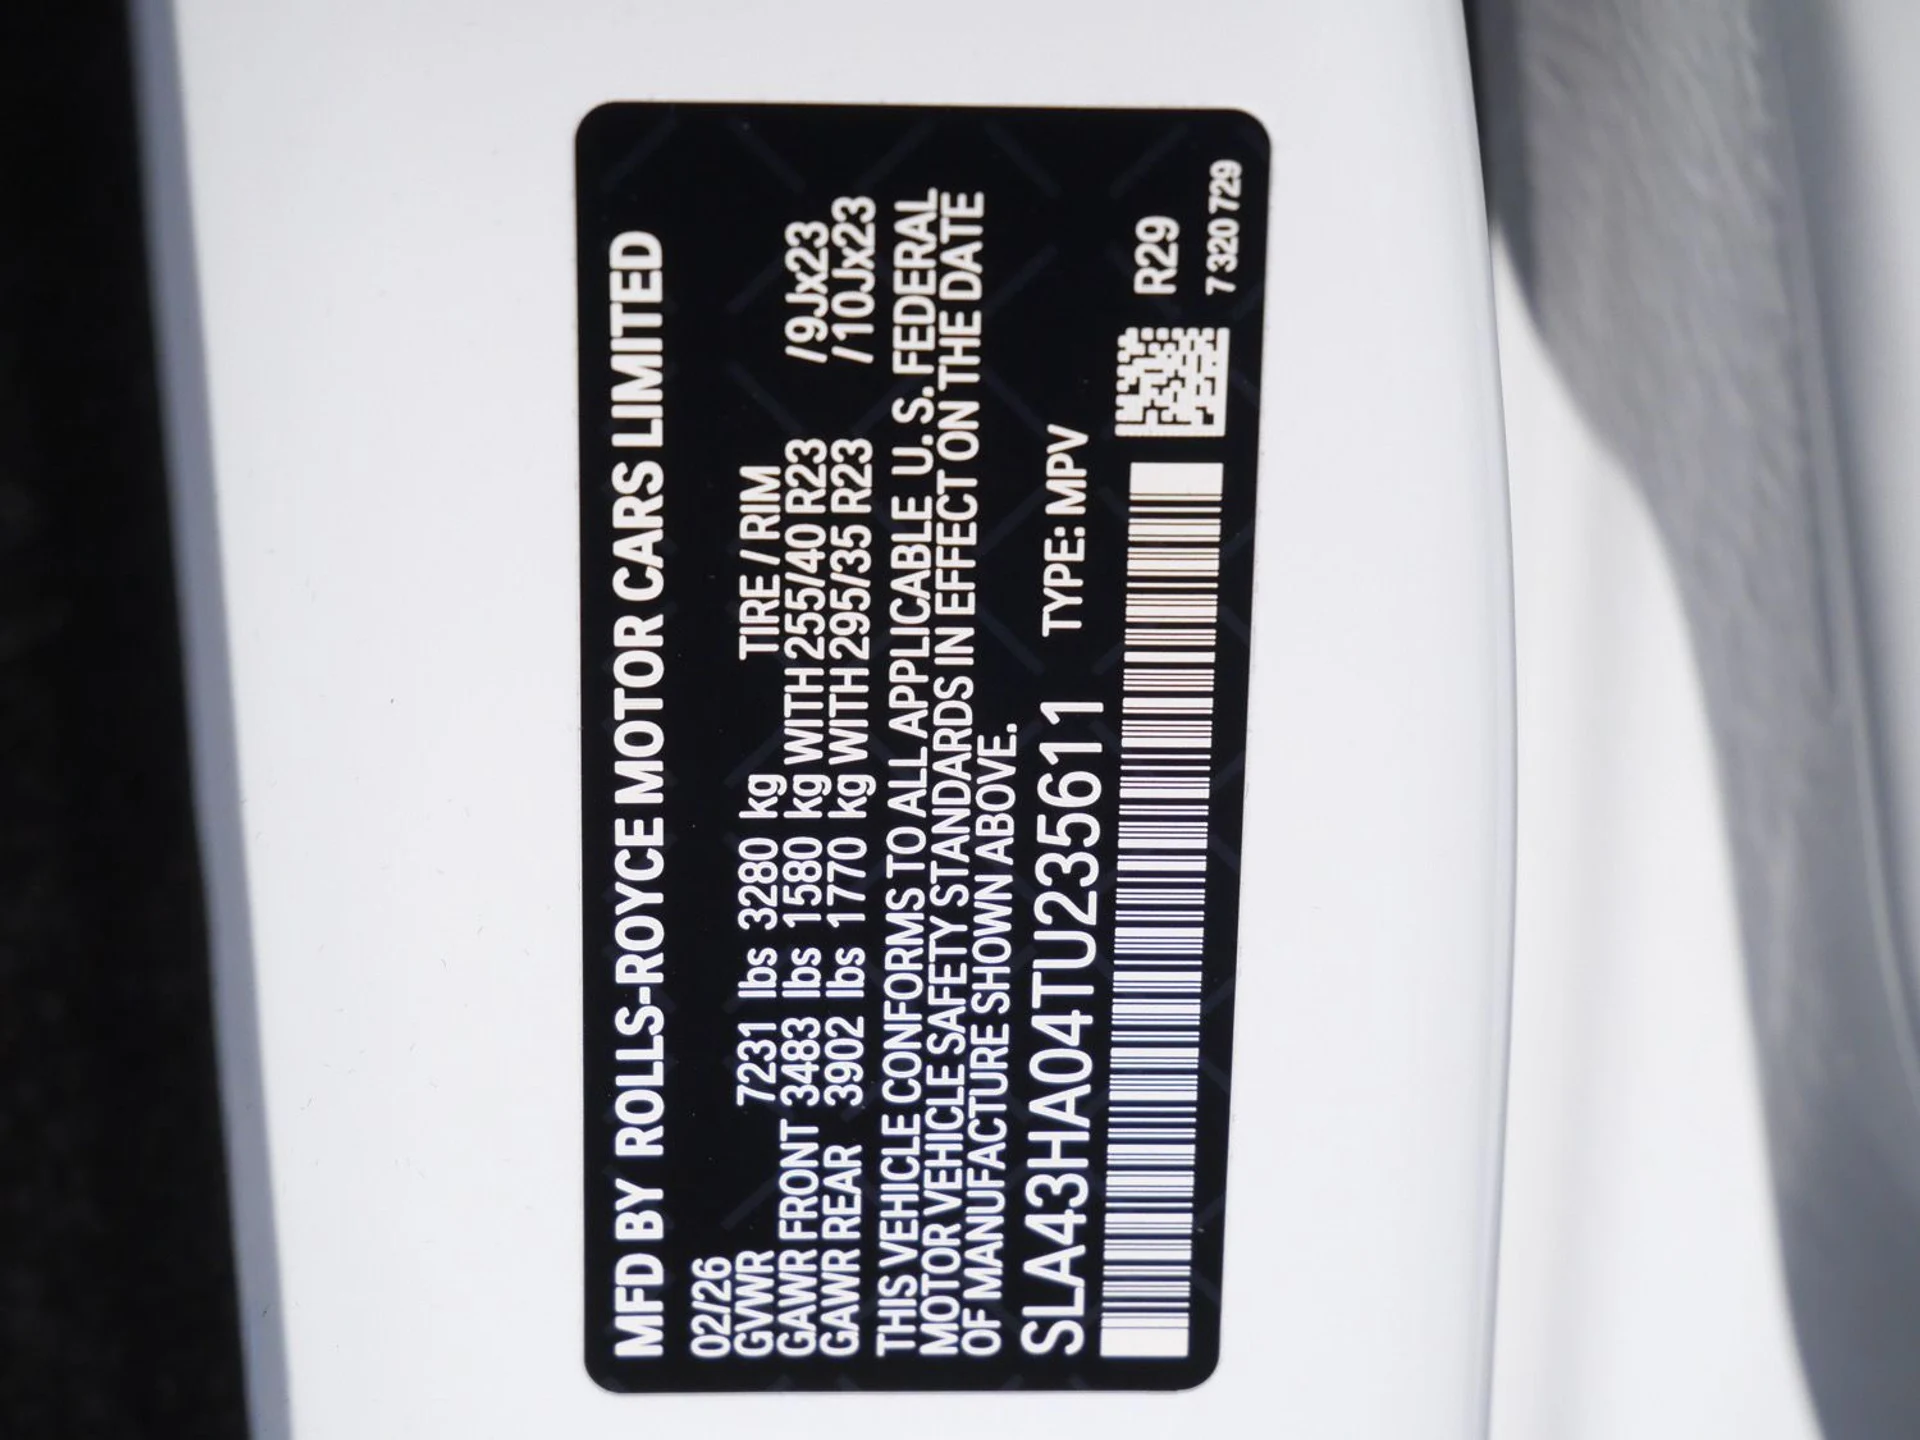 MFD BY ROLLS-ROYCE MOTOR CARS LIMITED
02/26
GVWR 7231 lbs 3280 kg TIRE / RIM
GAWR FRONT 3483 lbs 1580 kg WITH 255/40 R23 /9Jx23
GAWR REAR 3902 lbs 1770 kg WITH 295/35 R23 /10Jx23
THIS VEHICLE CONFORMS TO ALL APPLICABLE U.S. FEDERAL
MOTOR VEHICLE SAFETY STANDARDS IN EFFECT ON THE DATE
OF MANUFACTURE SHOWN ABOVE.
SLA43HA04TU235611 TYPE: MPV
R29
7 320 729